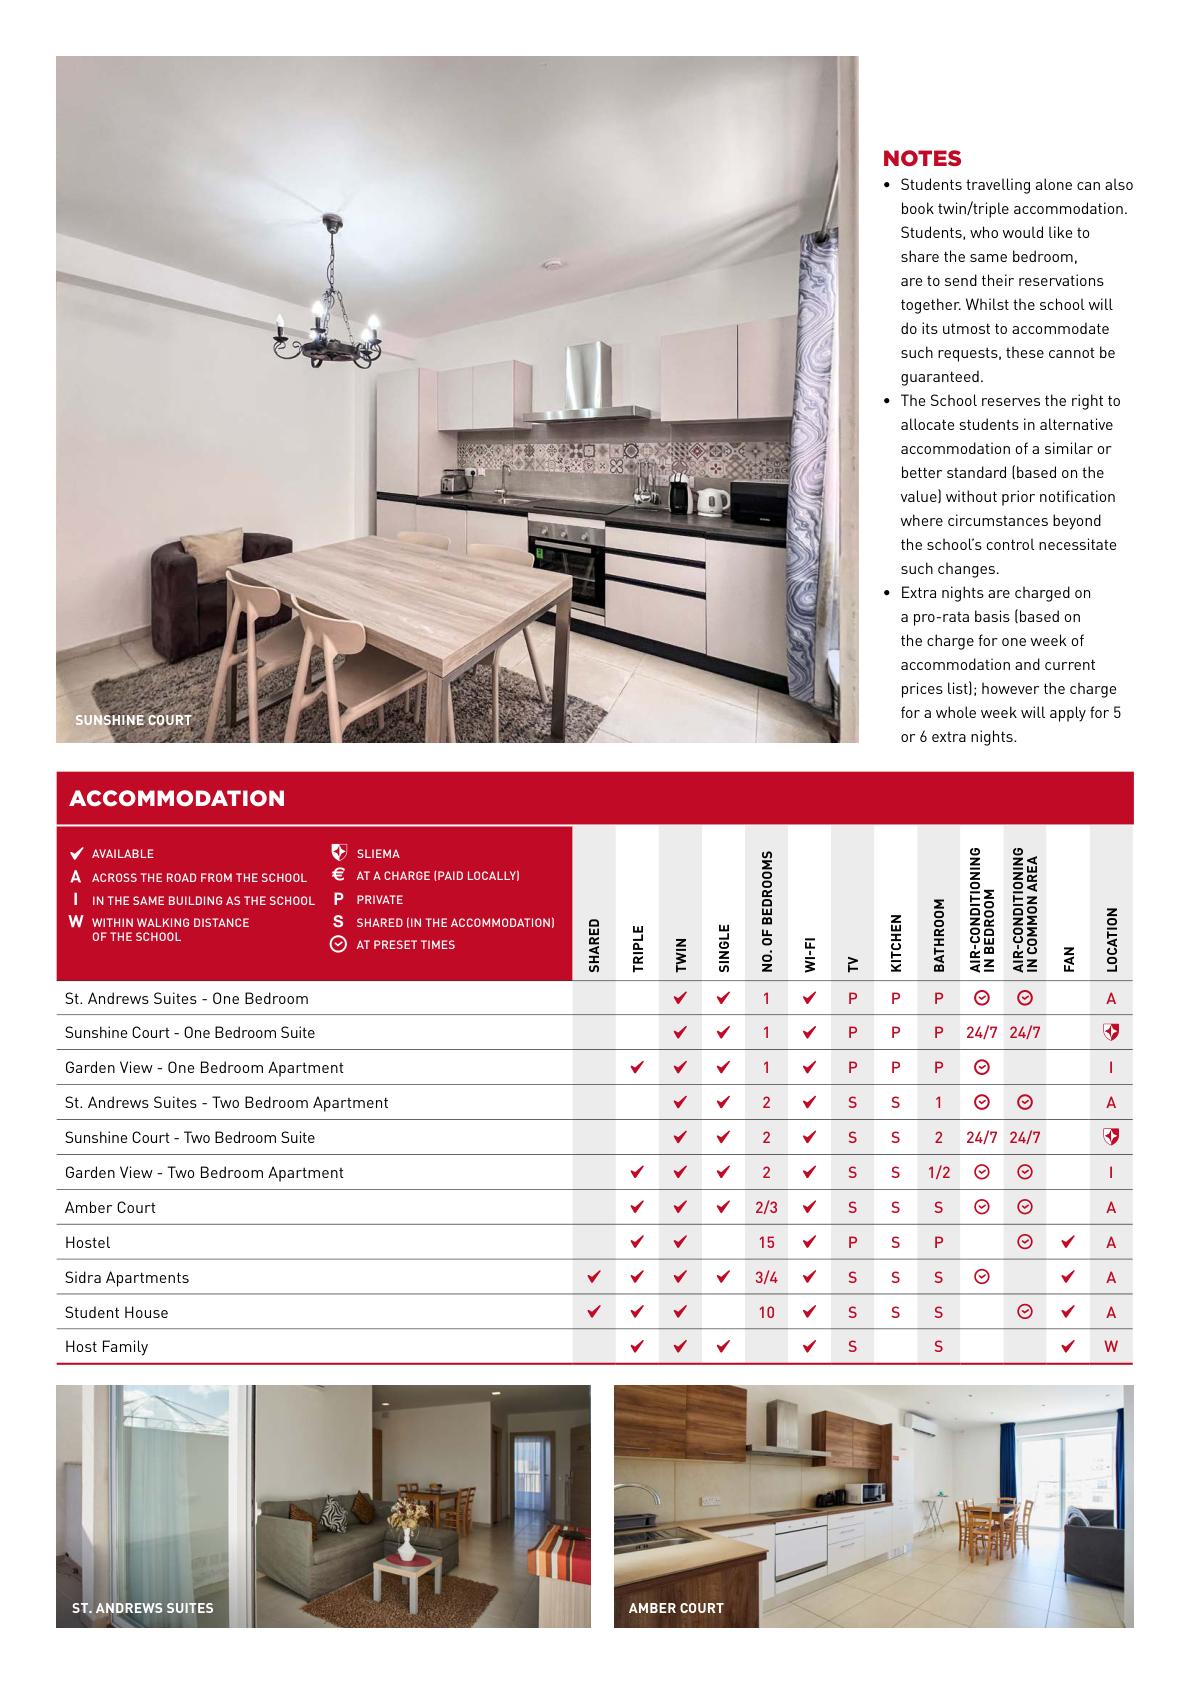 NOTES
• Students travelling alone can also
book twin/triple accommodation.
Students, who would like to
share the same bedroom,
are to send their reservations
together. Whilst the school will
do its utmost to accommodate
such requests, these cannot be
guaranteed.
• The School reserves the right to
allocate students in alternative
accommodation of a similar or
better standard (based on the
value) without prior notification
where circumstances beyond
the school's control necessitate
such changes.
• Extra nights are charged on
a pro-rata basis (based on
the charge for one week of
accommodation and current
prices list); however the charge
for a whole week will apply for 5
or 6 extra nights.
SUNSHINE COURT
ACCOMMODATION
✓ AVAILABLE
A ACROSS THE ROAD FROM THE SCHOOL
I IN THE SAME BUILDING AS THE SCHOOL
W WITHIN WALKING DISTANCE
OF THE SCHOOL
SLIEMA
€ AT A CHARGE (PAID LOCALLY)
P PRIVATE
S SHARED (IN THE ACCOMMODATION)
AT PRESET TIMES
SHARED
TRIPLE
TWIN
SINGLE
NO. OF BEDROOMS
WI-FI
TV
KITCHEN
BATHROOM
AIR-CONDITIONING
IN BEDROOM
AIR-CONDITIONING
IN COMMON AREA
FAN
LOCATION
St. Andrews Suites - One Bedroom ✓ ✓ 1 ✓ P P P A
Sunshine Court - One Bedroom Suite ✓ ✓ 1 ✓ P P P 24/7 24/7
Garden View - One Bedroom Apartment ✓ ✓ ✓ 1 ✓ P P P I
St. Andrews Suites - Two Bedroom Apartment ✓ ✓ 2 ✓ S S 1 A
Sunshine Court - Two Bedroom Suite ✓ ✓ 2 ✓ S S 2 24/7 24/7
Garden View - Two Bedroom Apartment ✓ ✓ ✓ 2 ✓ S S 1/2 I
Amber Court ✓ ✓ ✓ 2/3 ✓ S S S A
Hostel ✓ ✓ 15 ✓ P S P ✓ A
Sidra Apartments ✓ ✓ ✓ ✓ 3/4 ✓ S S S ✓ A
Student House ✓ ✓ ✓ 10 ✓ S S S ✓ A
Host Family ✓ ✓ ✓ ✓ S S ✓ W
ST. ANDREWS SUITES
AMBER COURT